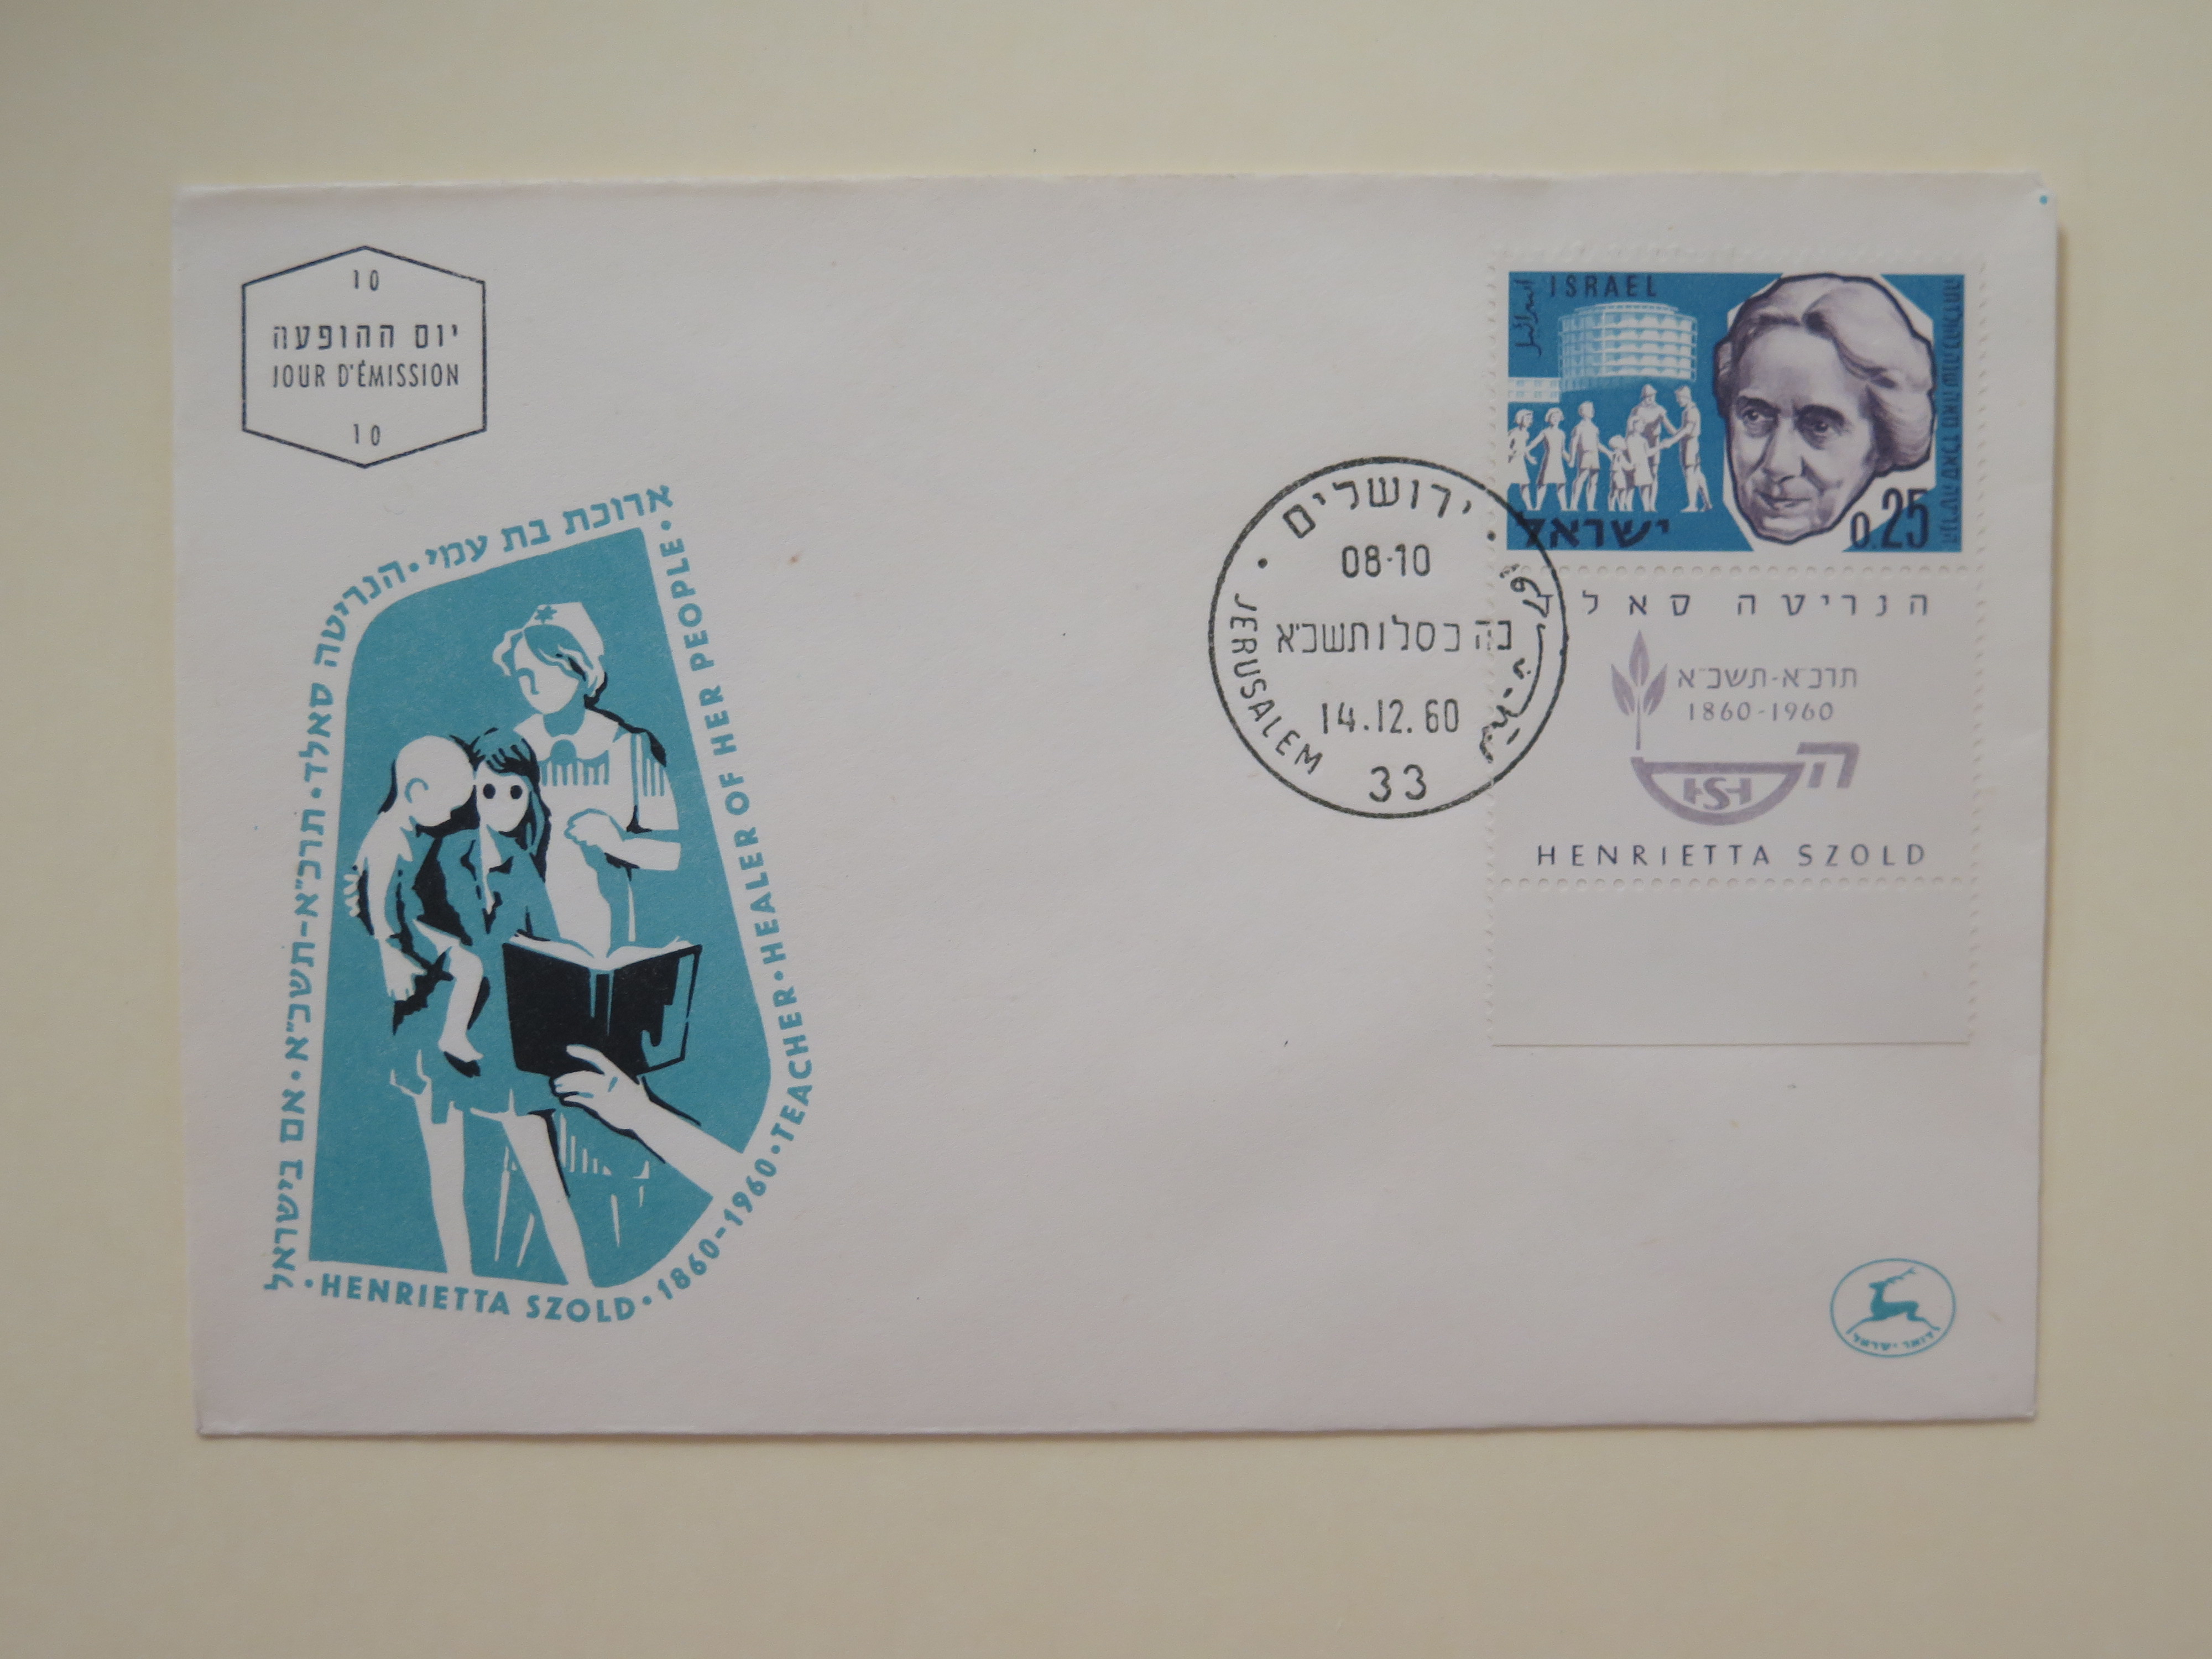 10
יום ההופעה
JOUR D'ÉMISSION
10
ארוכת בת עמי · הנריטה סאלד · תרכ"א-תשכ"א · אם בישראל
· HENRIETTA SZOLD · 1860-1960 · TEACHER · HEALER OF HER PEOPLE ·
ISRAEL
اسرائيل
ישראל
0.25
· ירושלים ·
08-10
כה כסלו תשכ"א
14.12.60
JERUSALEM
33
הנריטה סאלד
תרכ"א-תשכ"א
1860-1960
ה
HSH
HENRIETTA SZOLD